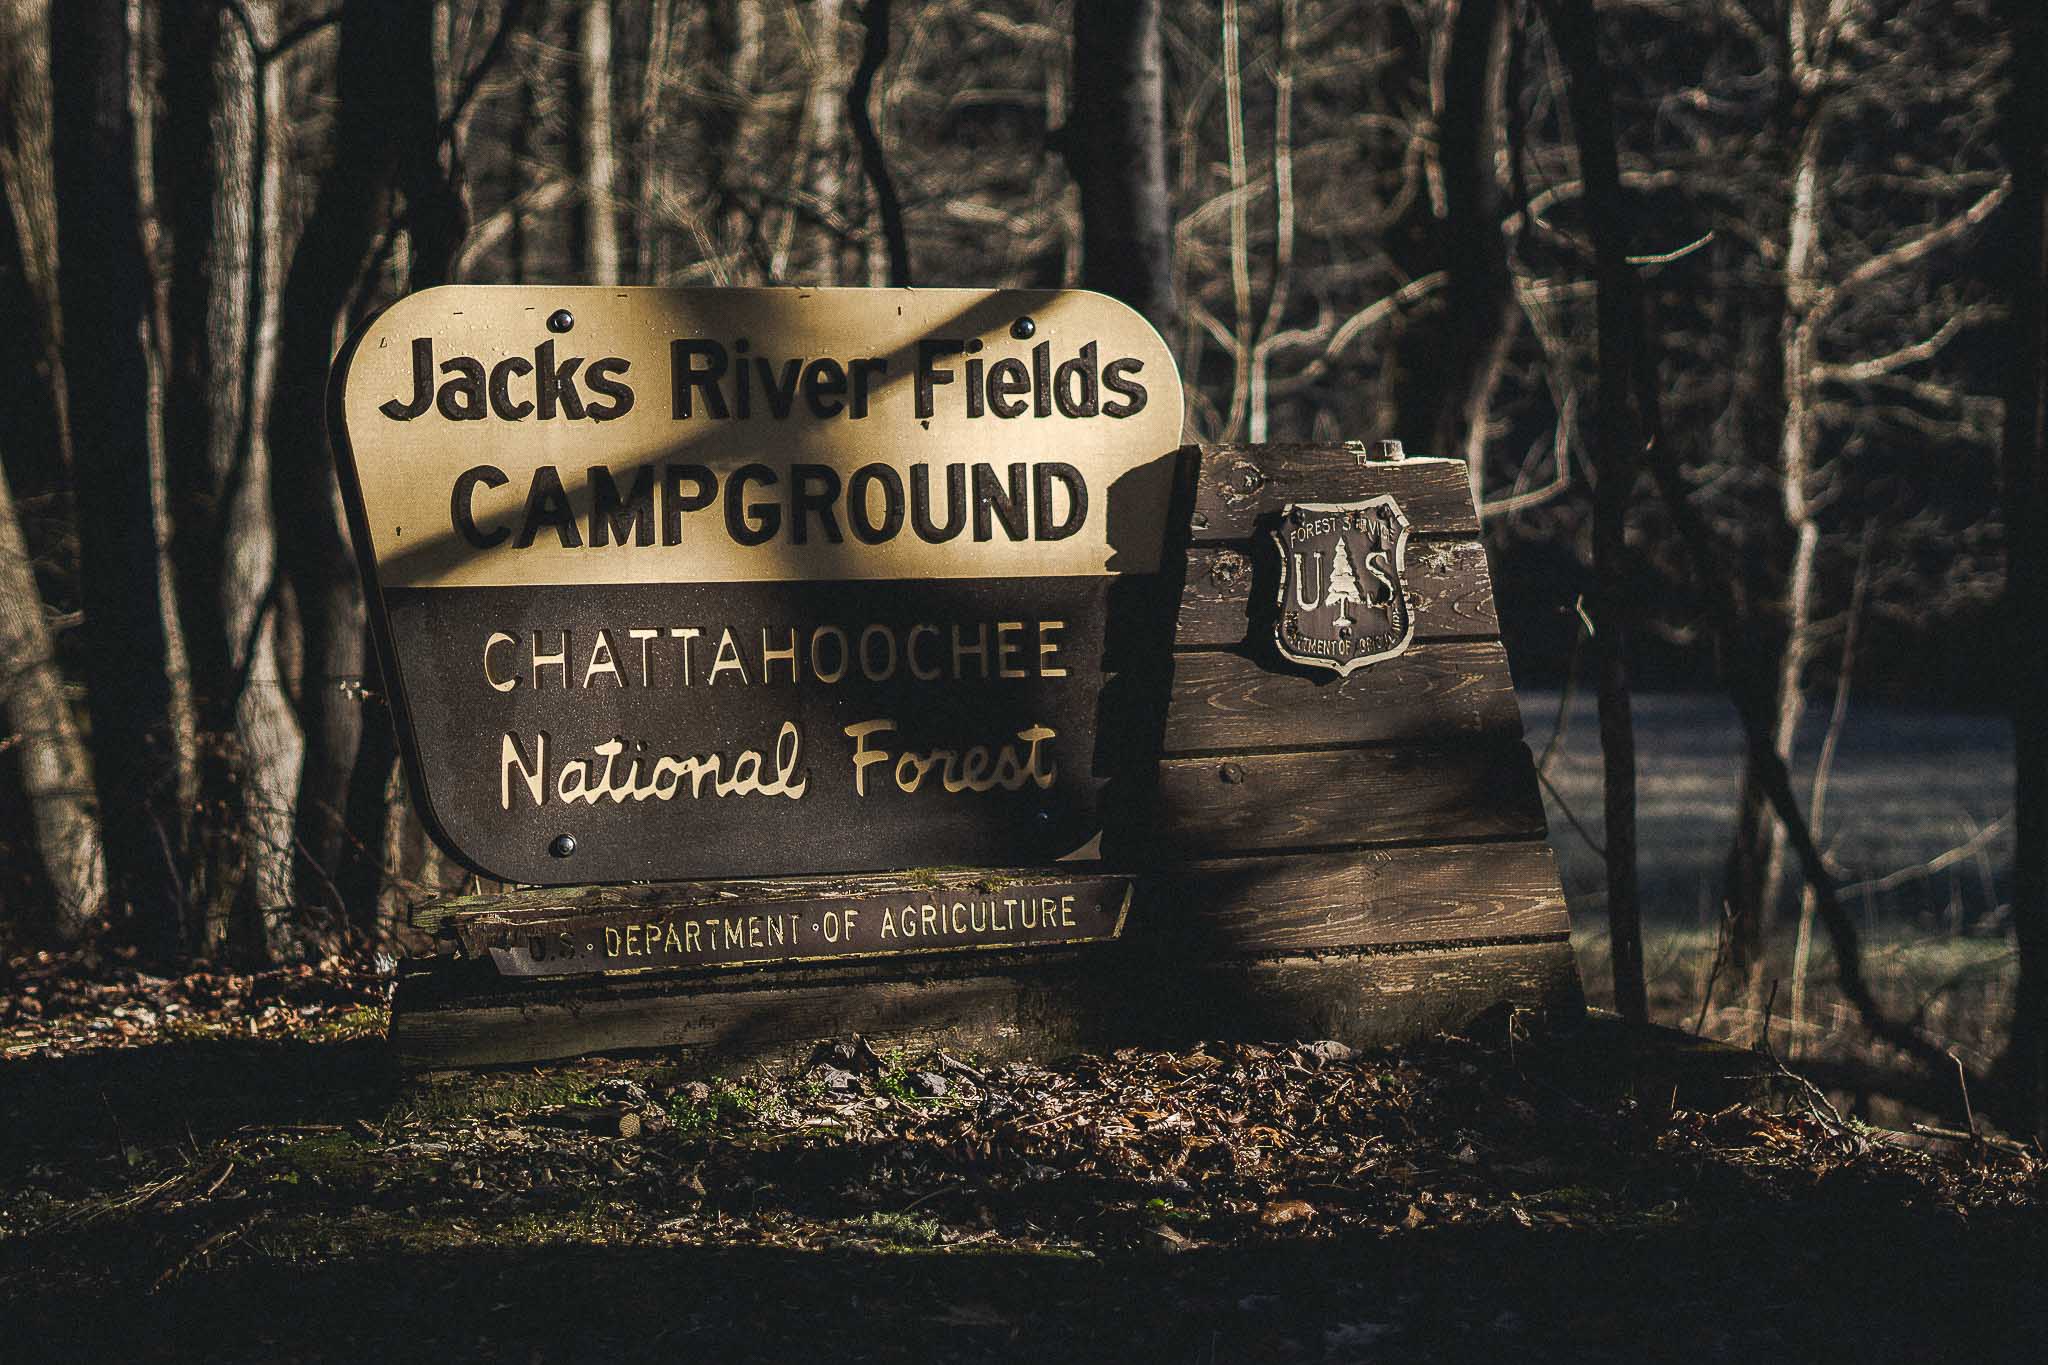 Jacks River Fields
CAMPGROUND
CHATTAHOOCHEE
National Forest
U.S. DEPARTMENT OF AGRICULTURE
FOREST SERVICE
U S
DEPARTMENT OF AGRICULTURE